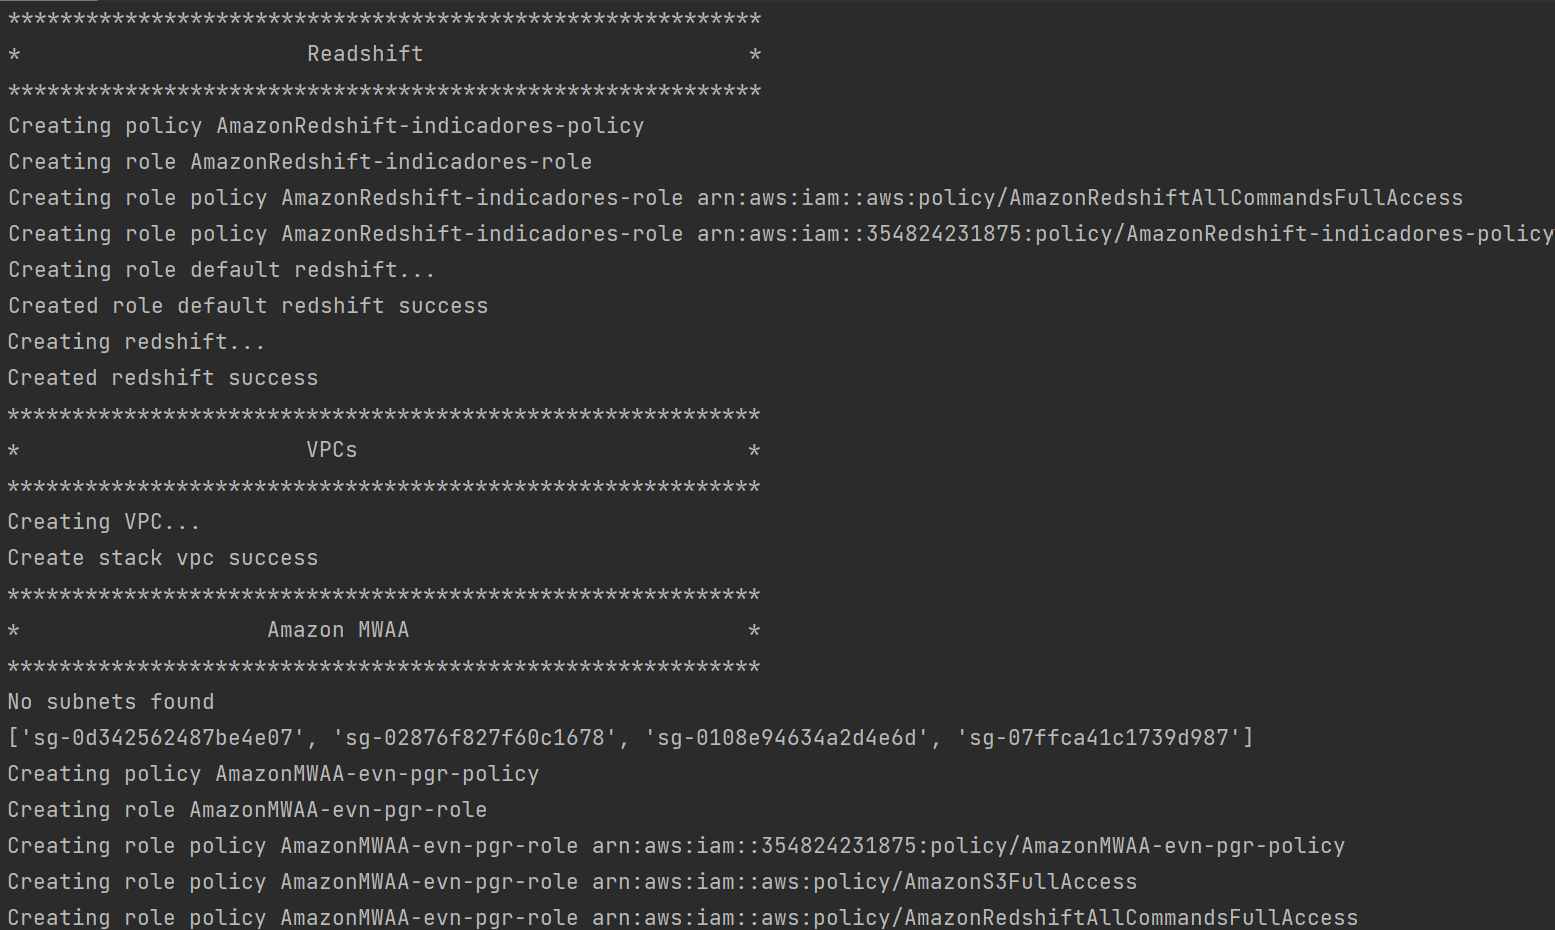 **********************************************************
*                      Readshift                         *
**********************************************************
Creating policy AmazonRedshift-indicadores-policy
Creating role AmazonRedshift-indicadores-role
Creating role policy AmazonRedshift-indicadores-role arn:aws:iam::aws:policy/AmazonRedshiftAllCommandsFullAccess
Creating role policy AmazonRedshift-indicadores-role arn:aws:iam::354824231875:policy/AmazonRedshift-indicadores-policy
Creating role default redshift...
Created role default redshift success
Creating redshift...
Created redshift success
**********************************************************
*                      VPCs                              *
**********************************************************
Creating VPC...
Create stack vpc success
**********************************************************
*                   Amazon MWAA                          *
**********************************************************
No subnets found
['sg-0d342562487be4e07', 'sg-02876f827f60c1678', 'sg-0108e94634a2d4e6d', 'sg-07ffca41c1739d987']
Creating policy AmazonMWAA-evn-pgr-policy
Creating role AmazonMWAA-evn-pgr-role
Creating role policy AmazonMWAA-evn-pgr-role arn:aws:iam::354824231875:policy/AmazonMWAA-evn-pgr-policy
Creating role policy AmazonMWAA-evn-pgr-role arn:aws:iam::aws:policy/AmazonS3FullAccess
Creating role policy AmazonMWAA-evn-pgr-role arn:aws:iam::aws:policy/AmazonRedshiftAllCommandsFullAccess